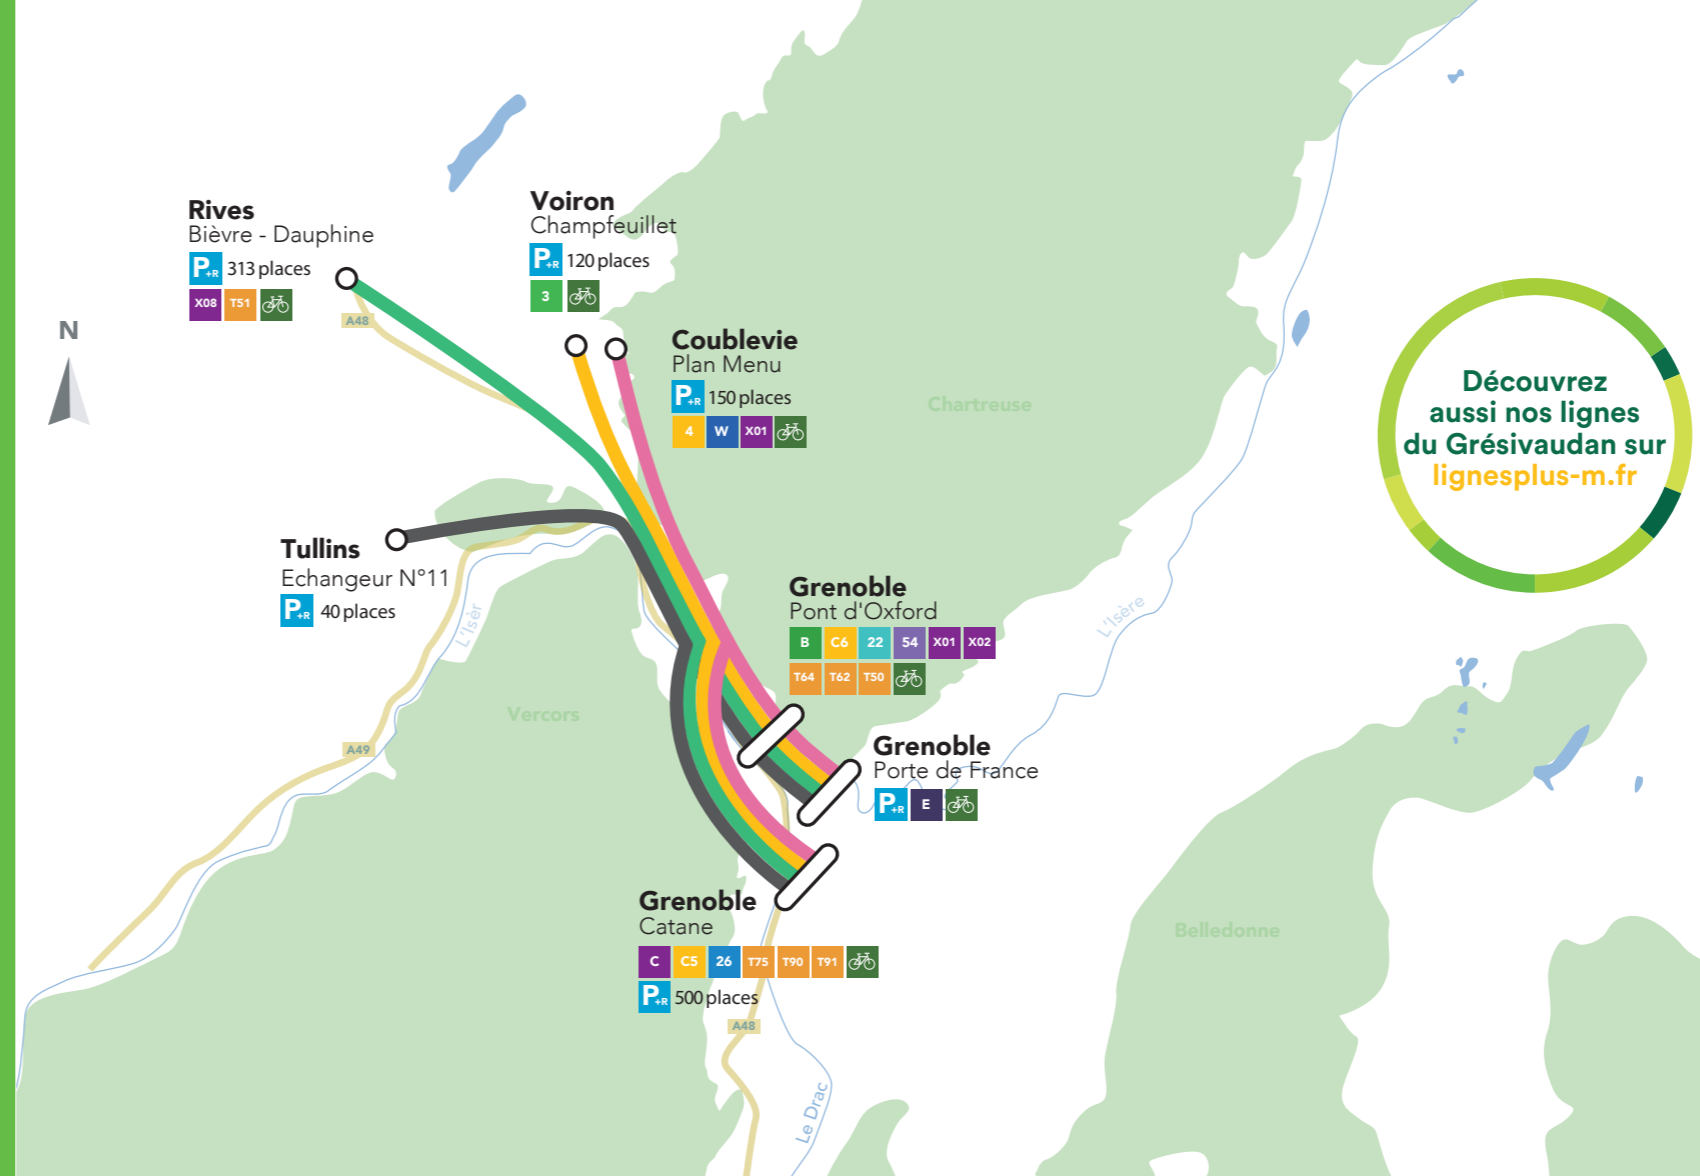 Rives
Bièvre - Dauphine
P+R 313 places
X08 T51
A48
N
Voiron
Champfeuillet
P+R 120 places
3
Coublevie
Plan Menu
P+R 150 places
4 W X01
Chartreuse
Découvrez
aussi nos lignes
du Grésivaudan sur
lignesplus-m.fr
Tullins
Echangeur N°11
P+R 40 places
L'Isèr
Grenoble
Pont d'Oxford
B C6 22 54 X01 X02
T64 T62 T50
L'Isère
Vercors
A49
Grenoble
Porte de France
P+R E
Grenoble
Catane
C C5 26 T75 T90 T91
P+R 500 places
A48
Belledonne
Le Drac